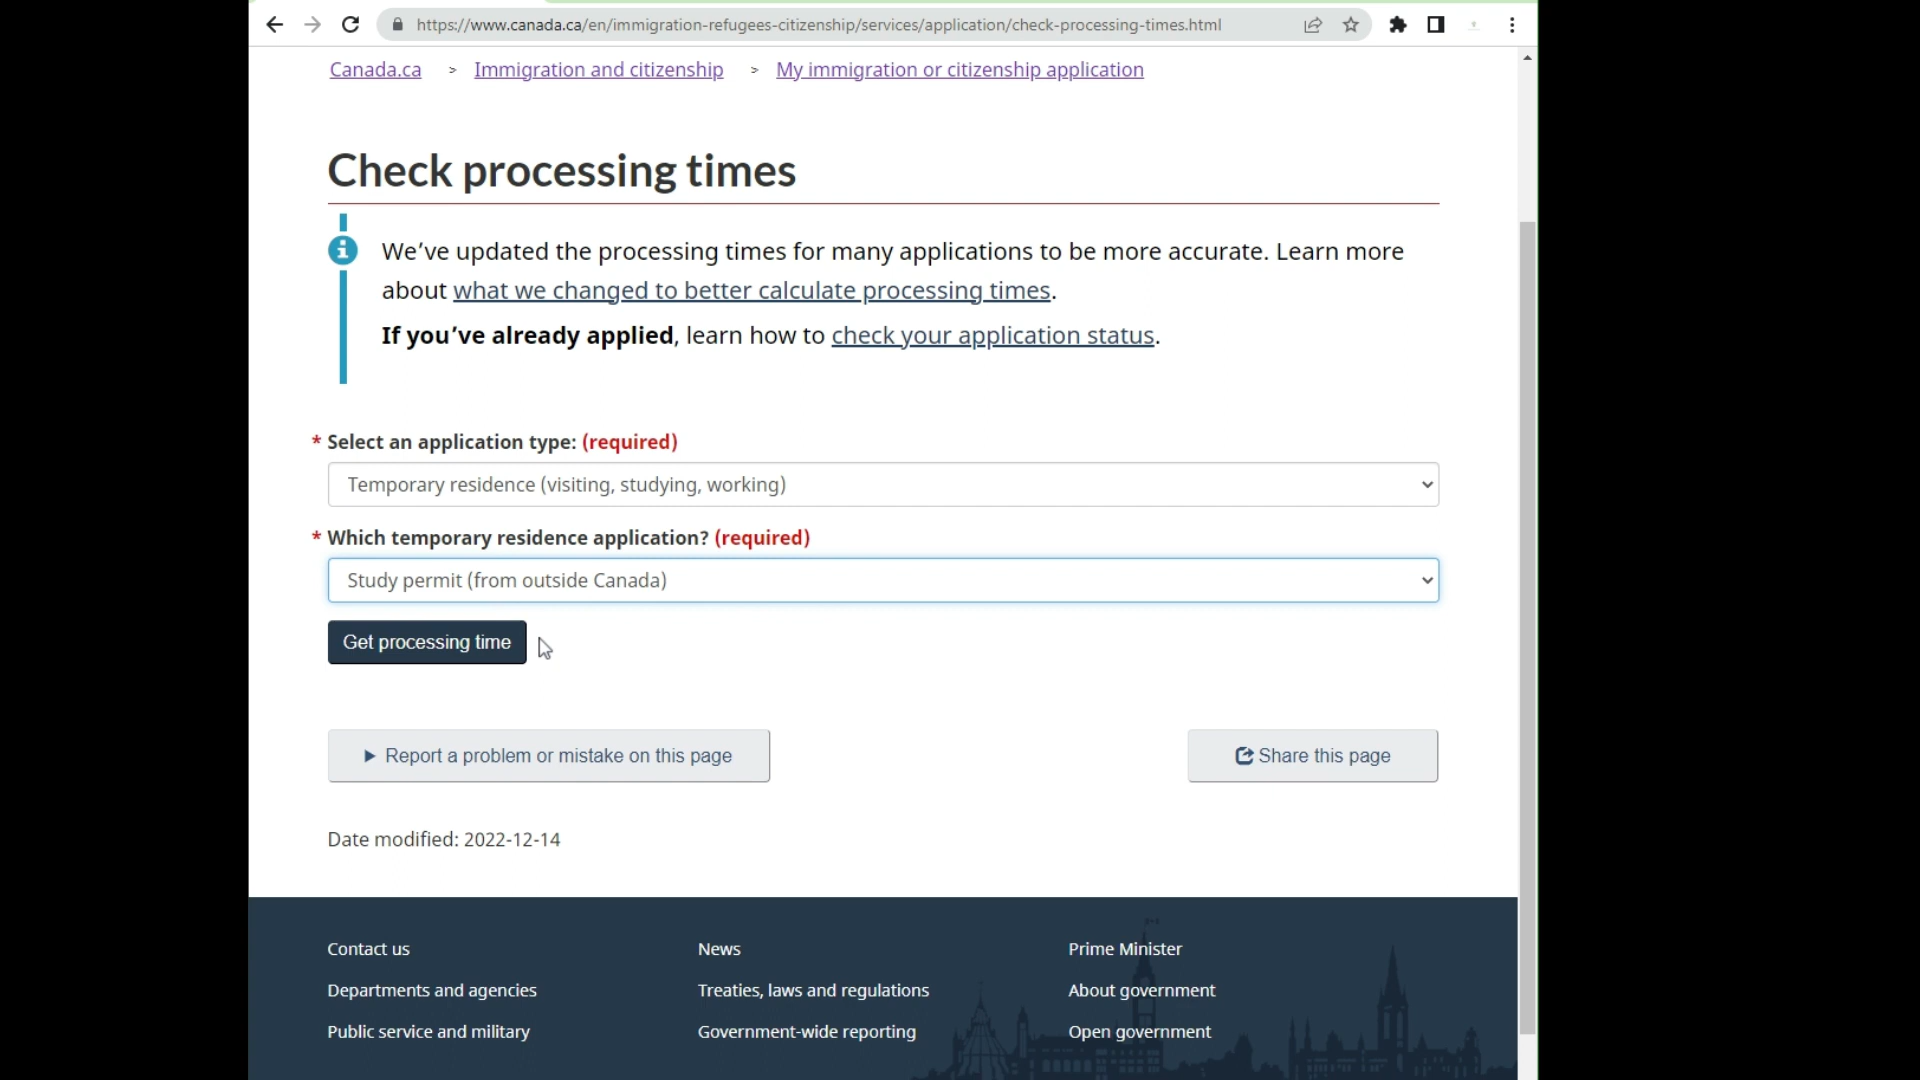 https://www.canada.ca/en/immigration-refugees-citizenship/services/application/check-processing-times.html
Canada.ca > Immigration and citizenship > My immigration or citizenship application
Check processing times
We’ve updated the processing times for many applications to be more accurate. Learn more
about what we changed to better calculate processing times.
If you’ve already applied, learn how to check your application status.
* Select an application type: (required)
Temporary residence (visiting, studying, working)
* Which temporary residence application? (required)
Study permit (from outside Canada)
Get processing time
Report a problem or mistake on this page
Share this page
Date modified: 2022-12-14
Contact us
News
Prime Minister
Departments and agencies
Treaties, laws and regulations
About government
Public service and military
Government-wide reporting
Open government